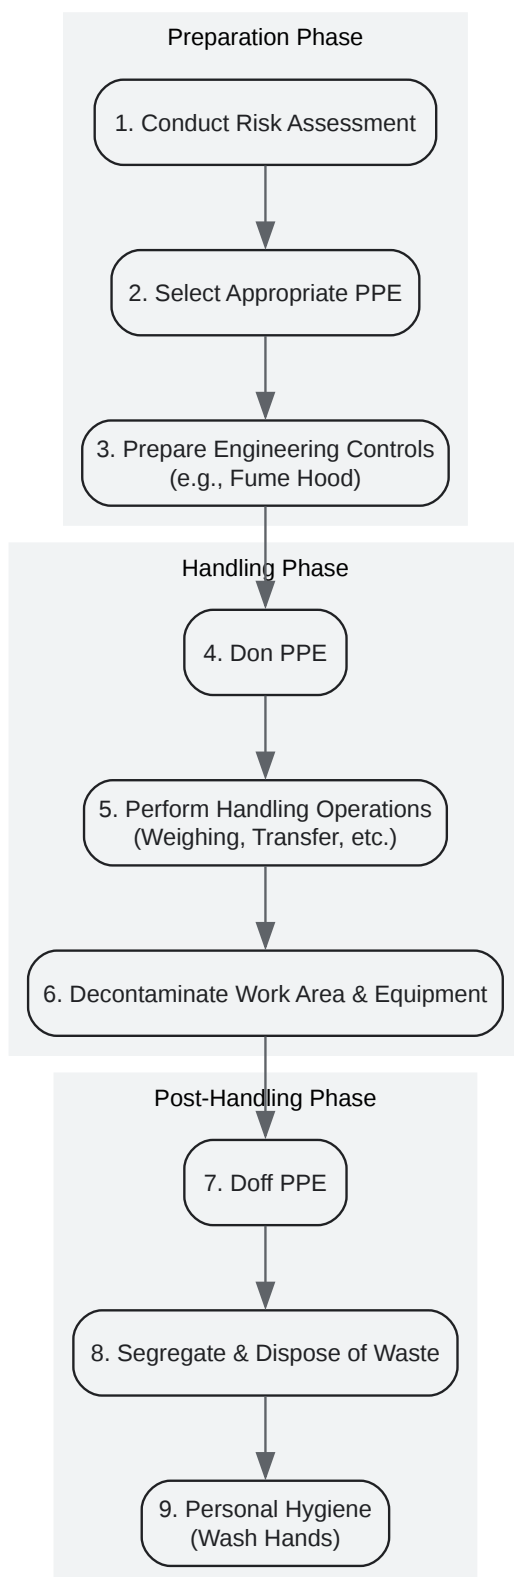 Preparation Phase
1. Conduct Risk Assessment
2. Select Appropriate PPE
3. Prepare Engineering Controls
(e.g., Fume Hood)
Handling Phase
4. Don PPE
5. Perform Handling Operations
(Weighing, Transfer, etc.)
6. Decontaminate Work Area & Equipment
Post-Handling Phase
7. Doff PPE
8. Segregate & Dispose of Waste
9. Personal Hygiene
(Wash Hands)